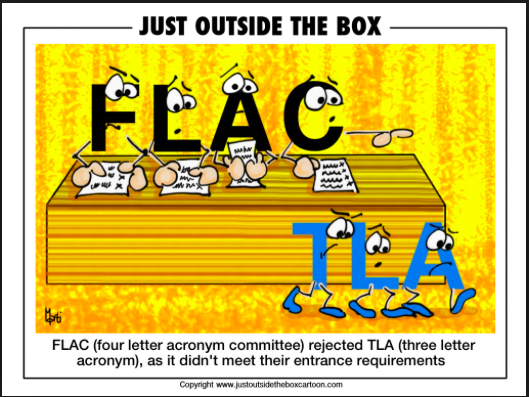 JUST OUTSIDE THE BOX
FLAC
TLA
FLAC (four letter acronym committee) rejected TLA (three letter
acronym), as it didn't meet their entrance requirements
Copyright www.justoutsidetheboxcartoon.com